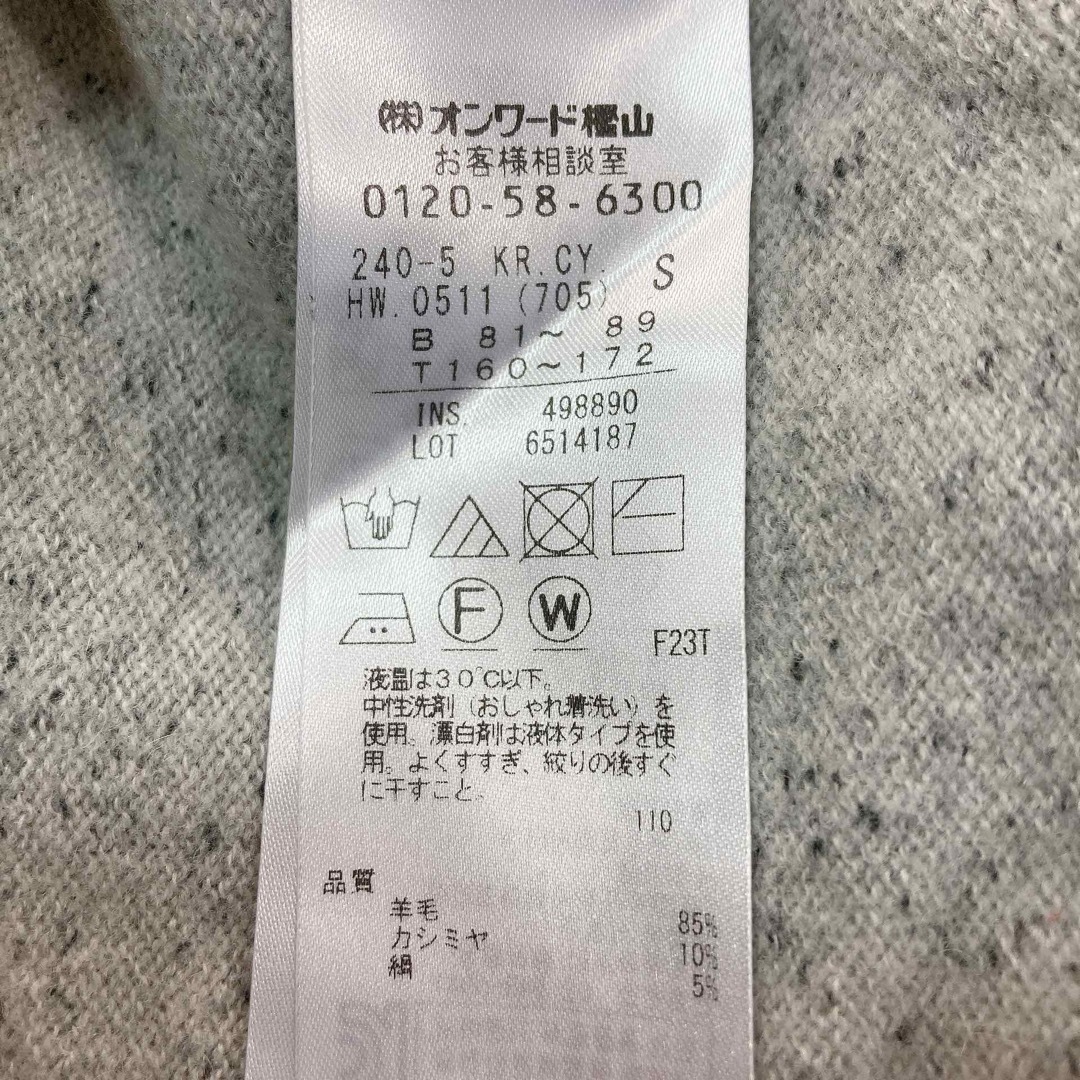 (株)オンワード樫山
お客様相談室
0120-58-6300
240-5 KR.CY. S
HW.0511 (705)
B 81～ 89
T160～172
INS. 498890
LOT 6514187
F W
F23T
液温は30℃以下。
中性洗剤(おしゃれ着洗い)を
使用。漂白剤は液体タイプを使
用。よくすすぎ、絞りの後すぐ
に干すこと。
110
品質
羊毛 85%
カシミヤ 10%
絹 5%